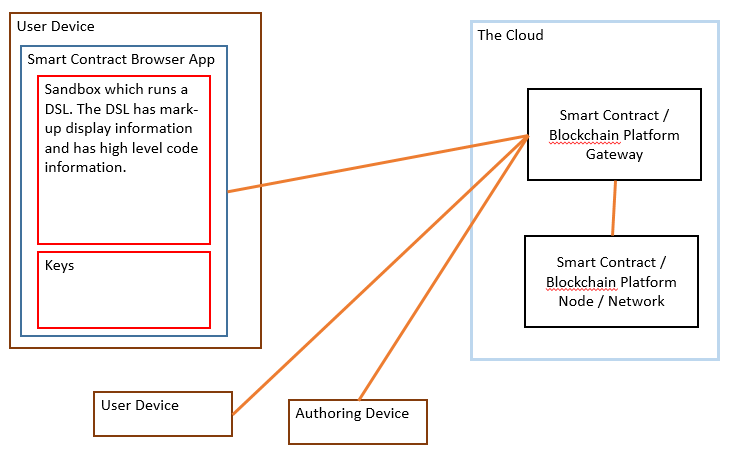 User Device
Smart Contract Browser App
Sandbox which runs a
DSL. The DSL has mark-
up display information
and has high level code
information.
Keys
The Cloud
Smart Contract /
Blockchain Platform
Gateway
Smart Contract /
Blockchain Platform
Node / Network
User Device
Authoring Device